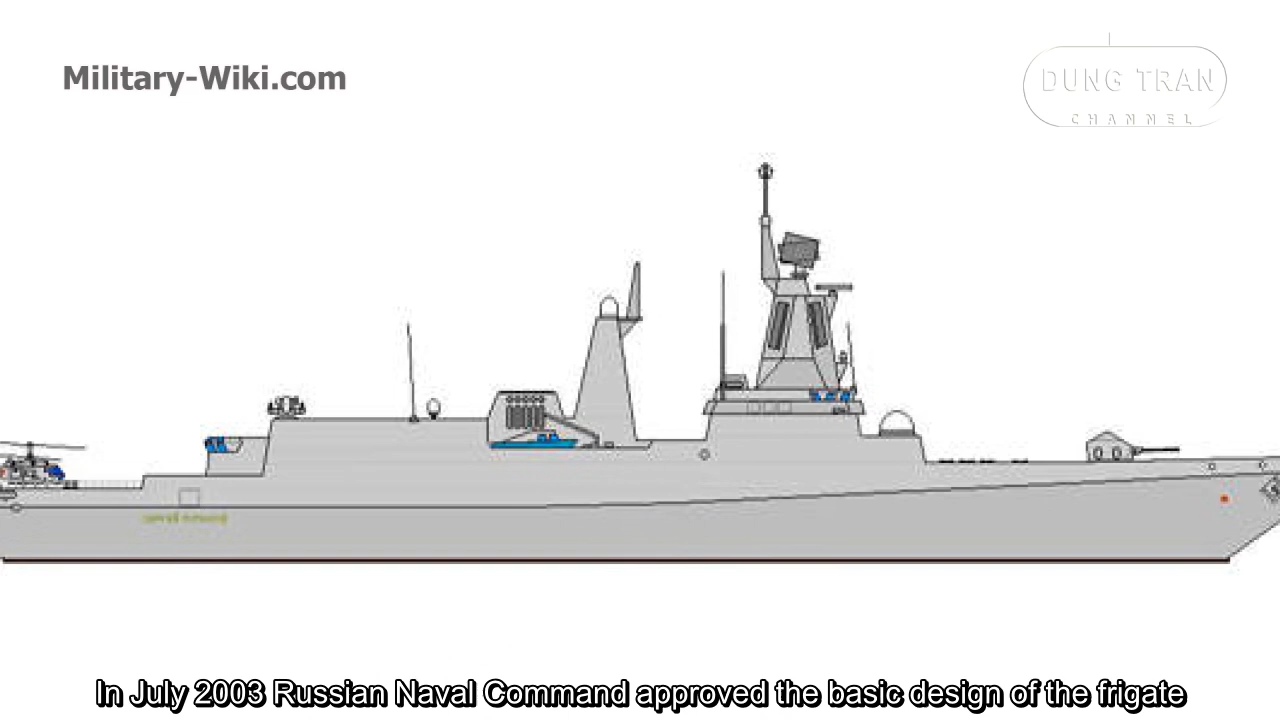 Military-Wiki.com
DUNG TRAN
CHANNEL
In July 2003 Russian Naval Command approved the basic design of the frigate